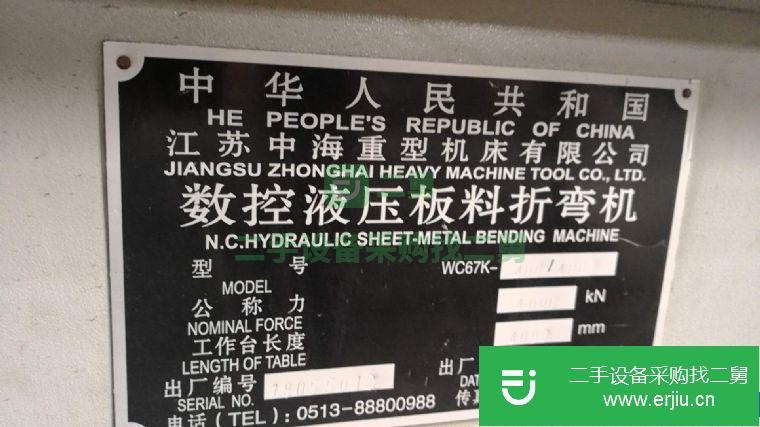 中华人民共和国
HE PEOPLE'S REPUBLIC OF CHINA
江苏中海重型机床有限公司
JIANGSU ZHONGHAI HEAVY MACHINE TOOL CO., LTD.
数控液压板料折弯机
N.C.HYDRAULIC SHEET-METAL BENDING MACHINE
型号 WC67K-
MODEL
公称力 kN
NOMINAL FORCE
工作台长度 mm
LENGTH OF TABLE
出厂编号 出厂
SERIAL NO. DA
电话(TEL):0513-88800988 传真
二手设备采购找二舅
二手设备采购找二舅
www.erjiu.cn